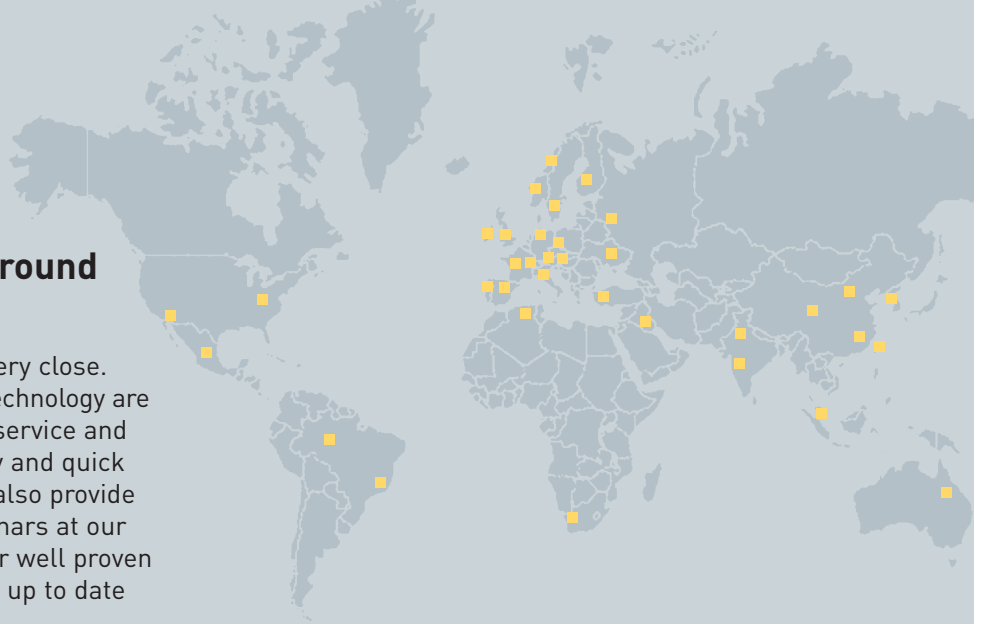 round
ery close.
echnology are
service and
y and quick
also provide
nars at our
r well proven
up to date